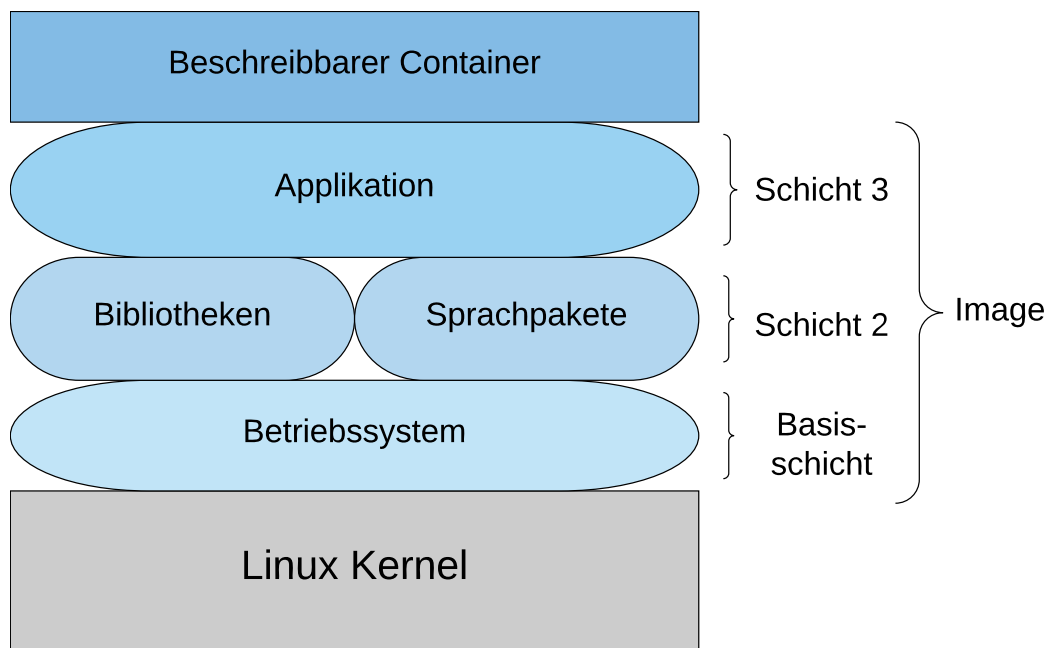 Beschreibbarer Container
Applikation
Schicht 3
Bibliotheken
Sprachpakete
Schicht 2
Image
Betriebssystem
Basis-
schicht
Linux Kernel